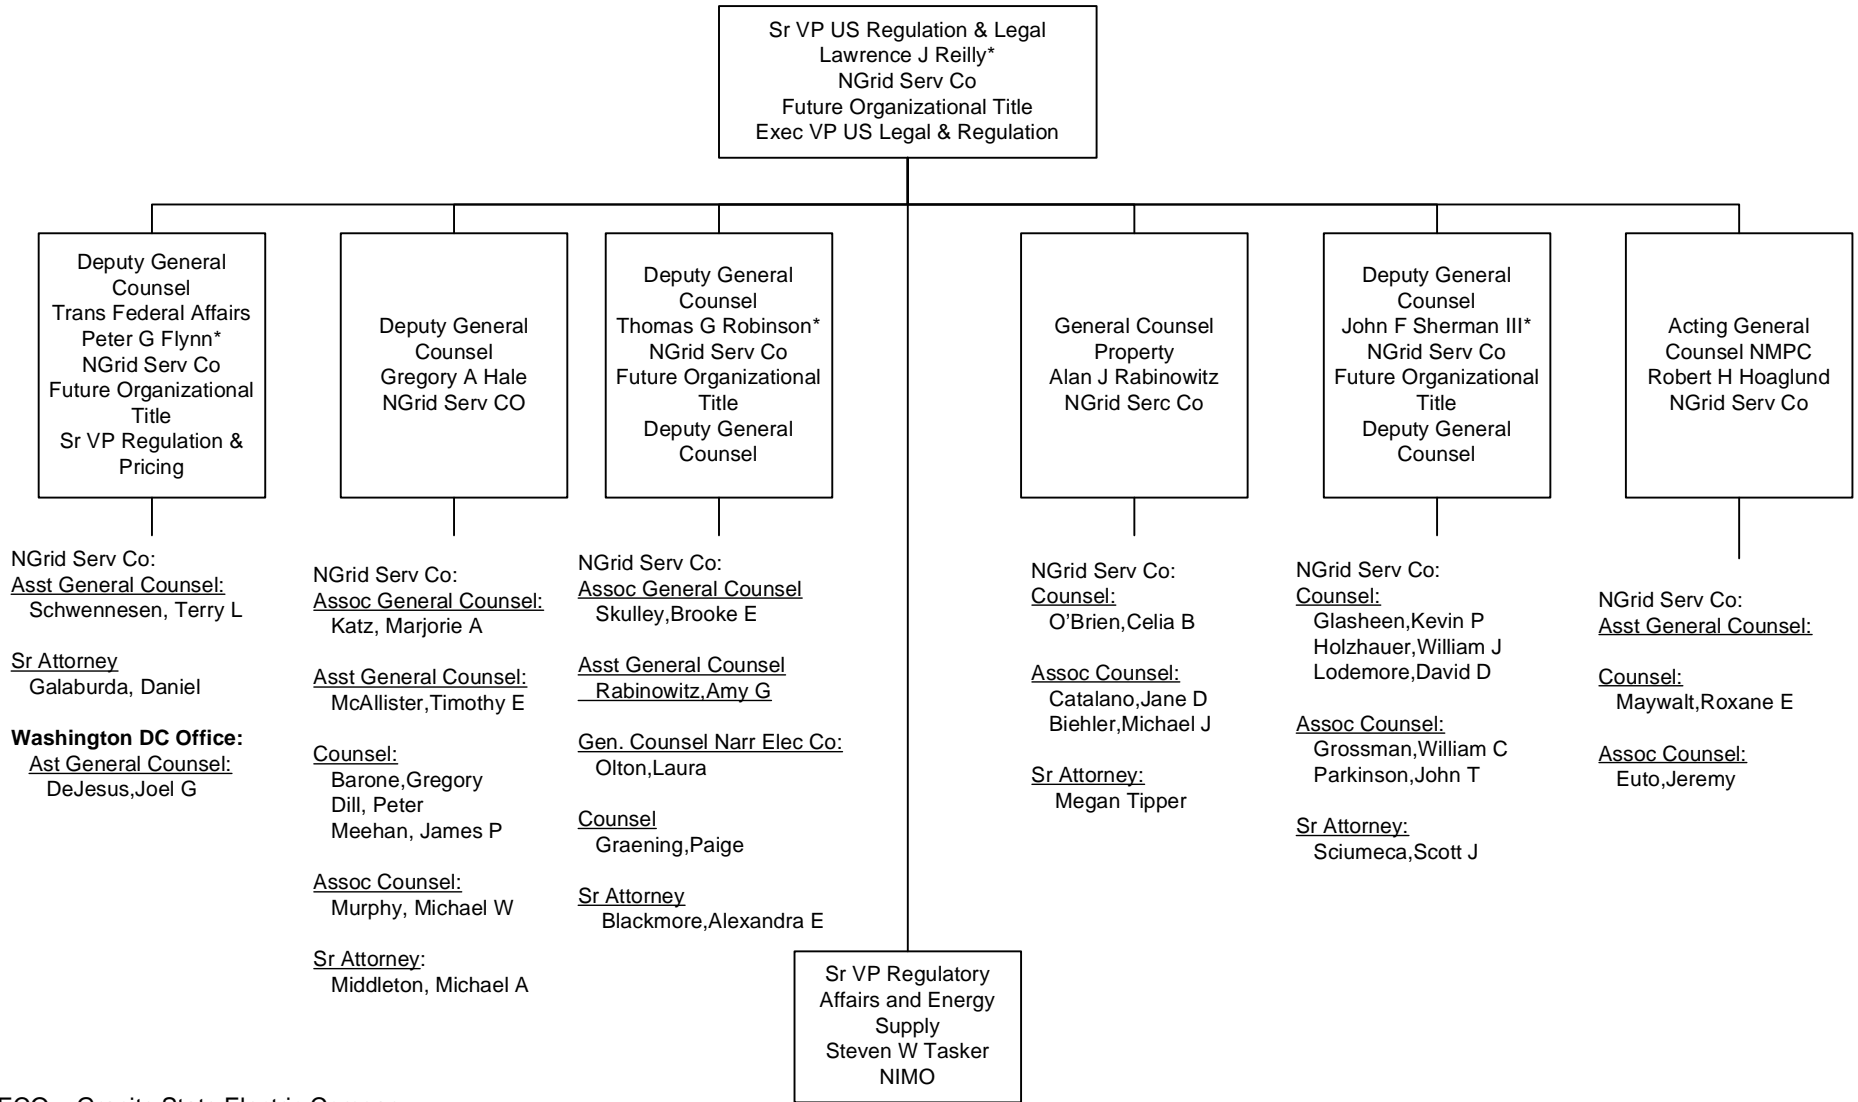 Sr VP US Regulation & Legal
Lawrence J Reilly*
NGrid Serv Co
Future Organizational Title
Exec VP US Legal & Regulation
Deputy General
Counsel
Trans Federal Affairs
Peter G Flynn*
NGrid Serv Co
Future Organizational
Title
Sr VP Regulation &
Pricing
Deputy General
Counsel
Gregory A Hale
NGrid Serv CO
Deputy General
Counsel
Thomas G Robinson*
NGrid Serv Co
Future Organizational
Title
Deputy General
Counsel
General Counsel
Property
Alan J Rabinowitz
NGrid Serc Co
Deputy General
Counsel
John F Sherman III*
NGrid Serv Co
Future Organizational
Title
Deputy General
Counsel
Acting General
Counsel NMPC
Robert H Hoaglund
NGrid Serv Co
NGrid Serv Co:
Asst General Counsel:
Schwennesen, Terry L
Sr Attorney
Galaburda, Daniel
Washington DC Office:
Ast General Counsel:
DeJesus,Joel G
NGrid Serv Co:
Assoc General Counsel:
Katz, Marjorie A
Asst General Counsel:
McAllister,Timothy E
Counsel:
Barone,Gregory
Dill, Peter
Meehan, James P
Assoc Counsel:
Murphy, Michael W
Sr Attorney:
Middleton, Michael A
NGrid Serv Co:
Assoc General Counsel
Skulley,Brooke E
Asst General Counsel
Rabinowitz,Amy G
Gen. Counsel Narr Elec Co:
Olton,Laura
Counsel
Graening,Paige
Sr Attorney
Blackmore,Alexandra E
NGrid Serv Co:
Counsel:
O’Brien,Celia B
Assoc Counsel:
Catalano,Jane D
Biehler,Michael J
Sr Attorney:
Megan Tipper
NGrid Serv Co:
Counsel:
Glasheen,Kevin P
Holzhauer,William J
Lodemore,David D
Assoc Counsel:
Grossman,William C
Parkinson,John T
Sr Attorney:
Sciumeca,Scott J
NGrid Serv Co:
Asst General Counsel:
Counsel:
Maywalt,Roxane E
Assoc Counsel:
Euto,Jeremy
Sr VP Regulatory
Affairs and Energy
Supply
Steven W Tasker
NIMO